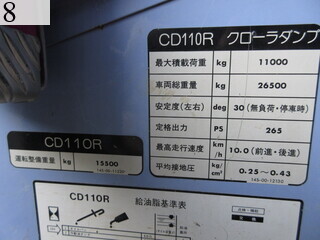 8
CD110R クローラダンプ
最大積載荷重 kg 11000
車両総重量 kg 26500
安定度(左右) deg 30(無負荷・停車時)
定格出力 PS 265
最高走行速度 km/h 10.0(前進・後進)
平均接地圧 kg/cm² 0.25~0.43
CD110R
運転整備重量 kg 15500
CD110R 給油脂基準表